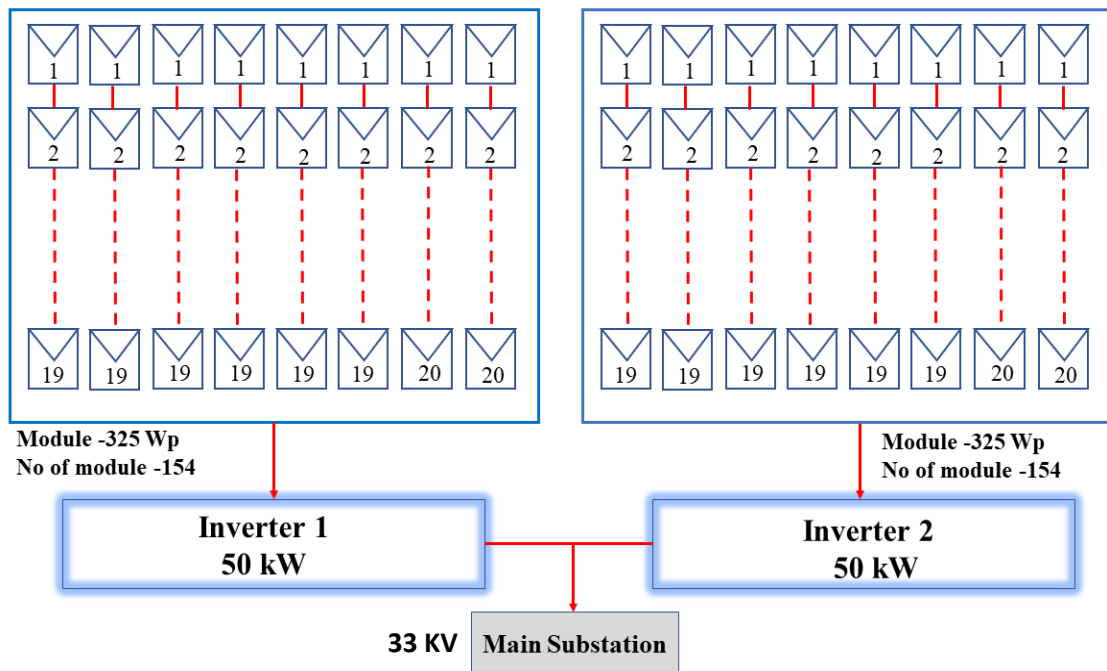 1 1 1 1 1 1 1 1
1 1 1 1 1 1 1 1
2 2 2 2 2 2 2 2
2 2 2 2 2 2 2 2
19 19 19 19 19 19 20 20
19 19 19 19 19 19 20 20
Module -325 Wp
No of module -154
Module -325 Wp
No of module -154
Inverter 1
50 kW
Inverter 2
50 kW
33 KV
Main Substation